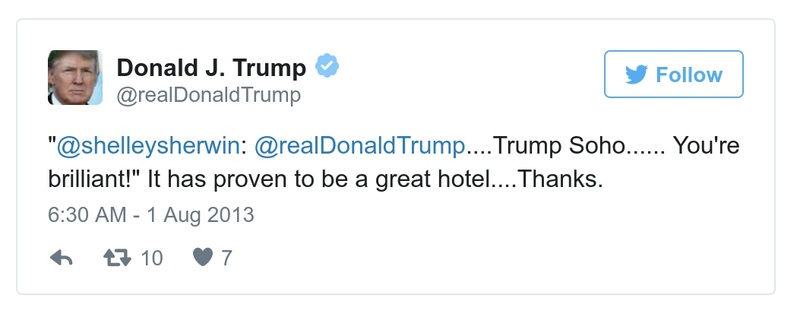 Donald J. Trump
@realDonaldTrump
Follow
"@shelleysherwin: @realDonaldTrump....Trump Soho...... You're
brilliant!" It has proven to be a great hotel....Thanks.
6:30 AM - 1 Aug 2013
10 7